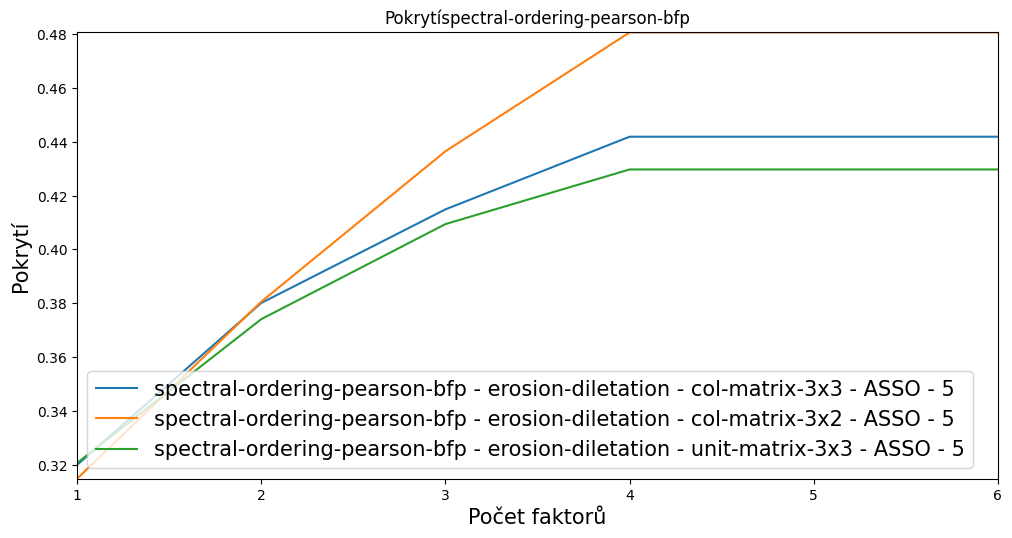 Pokrytíspectral-ordering-pearson-bfp
0.48
0.46
0.44
0.42
0.40
0.38
0.36
0.34
0.32
Pokrytí
spectral-ordering-pearson-bfp - erosion-diletation - col-matrix-3x3 - ASSO - 5
spectral-ordering-pearson-bfp - erosion-diletation - col-matrix-3x2 - ASSO - 5
spectral-ordering-pearson-bfp - erosion-diletation - unit-matrix-3x3 - ASSO - 5
1 2 3 4 5 6
Počet faktorů